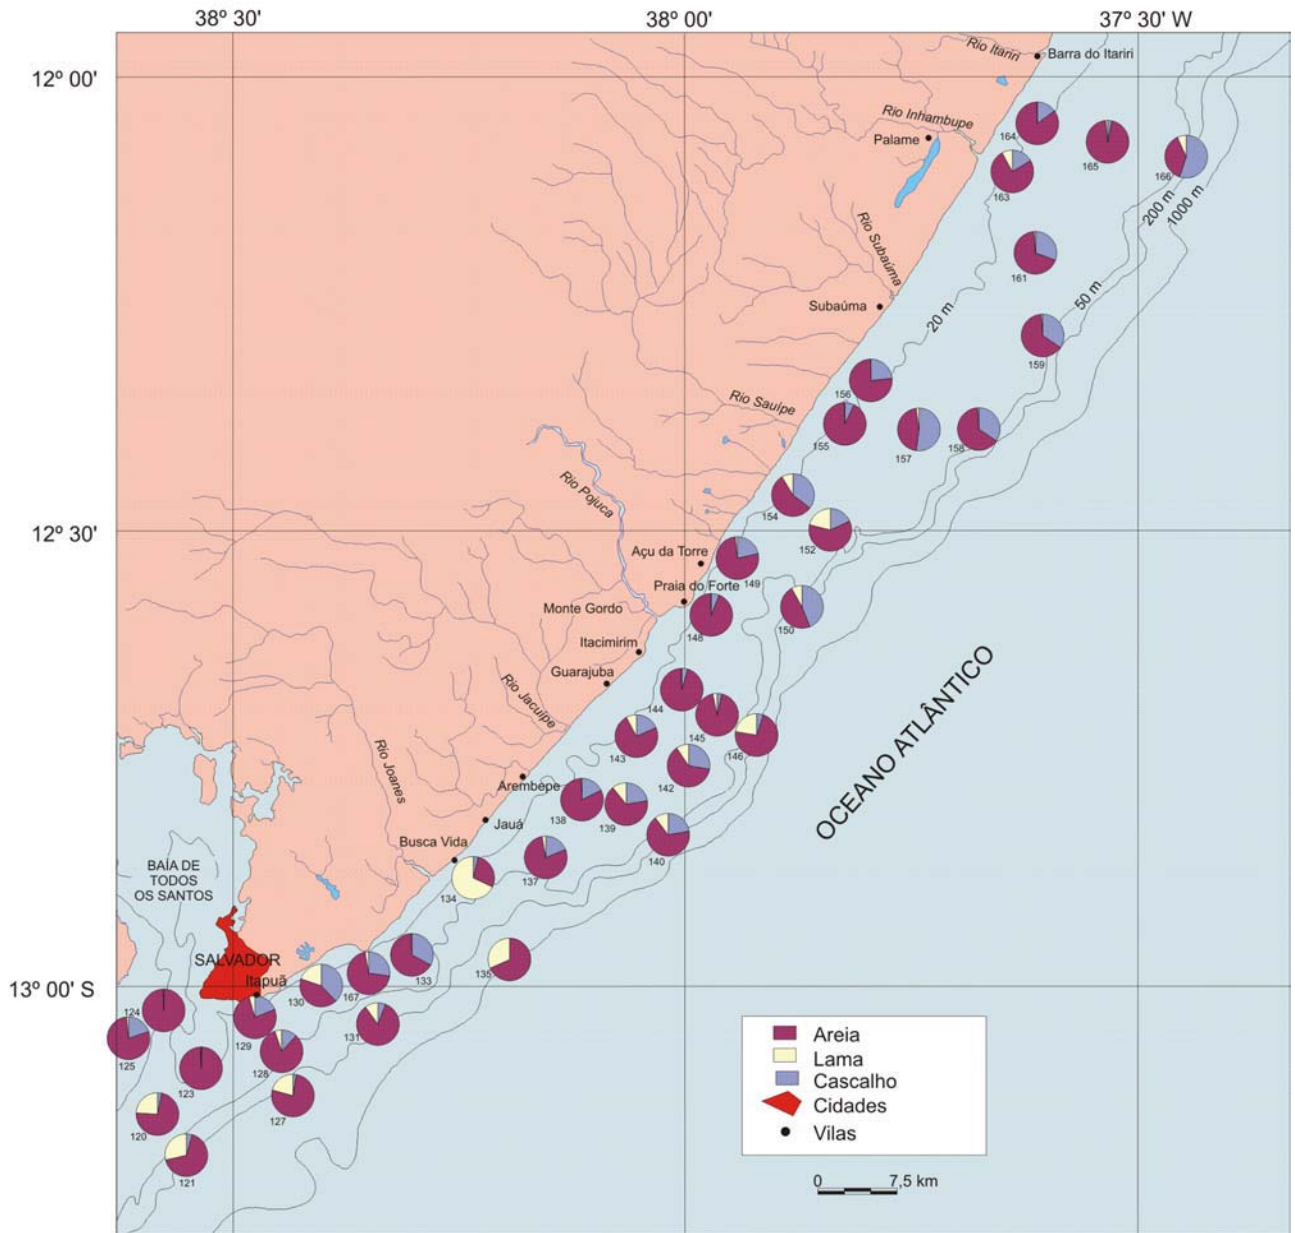 38º 30'
38º 00'
37º 30' W
12º 00'
Rio Itariri
Barra do Itariri
Rio Inhambupe
Palame
164
165
163
166
200 m
1000 m
Rio Subaúma
161
Subaúma
20 m
50 m
159
156
Rio Sauípe
155
157
158
Rio Pojuca
154
12º 30'
152
Açu da Torre
149
Praia do Forte
Monte Gordo
148
150
Itacimirim
Guarajuba
OCEANO ATLÂNTICO
Rio Jacuípe
144
145
146
143
Rio Joanes
142
Arembepe
138
139
Jauá
140
Busca Vida
137
BAÍA DE
TODOS
OS SANTOS
134
SALVADOR
133
135
Itapuã
167
13º 00' S
130
124
129
131
125
128
123
127
120
121
Areia
Lama
Cascalho
Cidades
Vilas
0 7,5 km